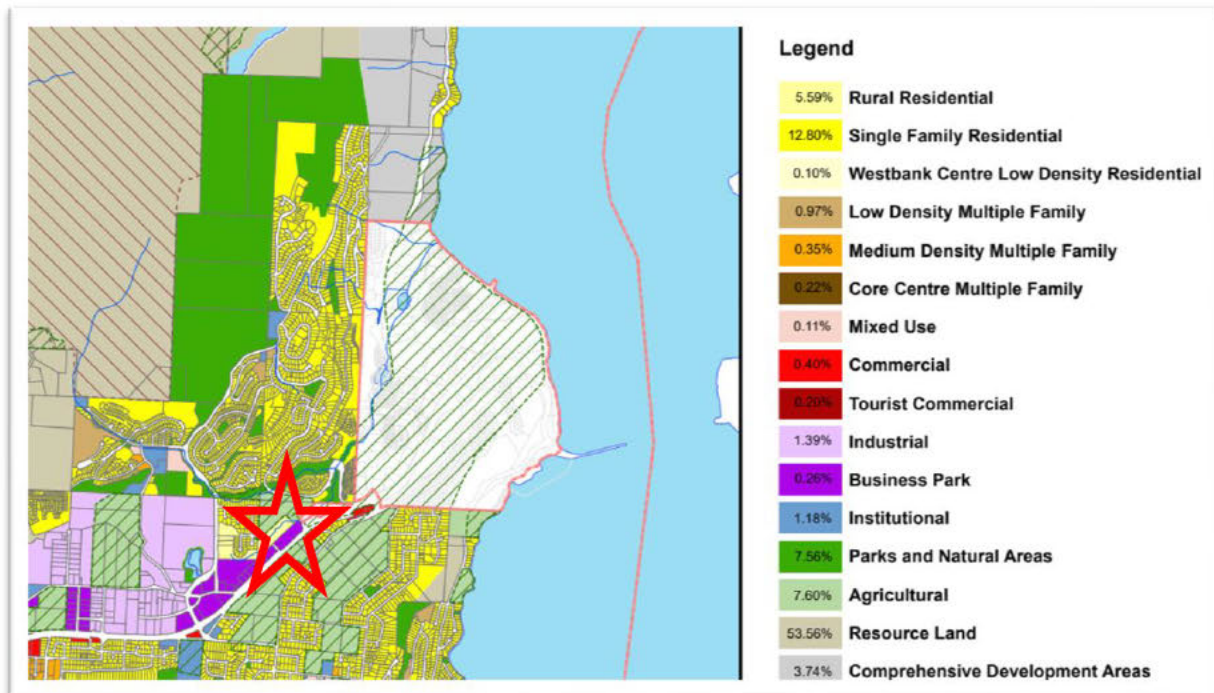 Legend
5.59% Rural Residential
12.80% Single Family Residential
0.10% Westbank Centre Low Density Residential
0.97% Low Density Multiple Family
0.35% Medium Density Multiple Family
0.22% Core Centre Multiple Family
0.11% Mixed Use
0.40% Commercial
0.20% Tourist Commercial
1.39% Industrial
0.26% Business Park
1.18% Institutional
7.56% Parks and Natural Areas
7.60% Agricultural
53.56% Resource Land
3.74% Comprehensive Development Areas